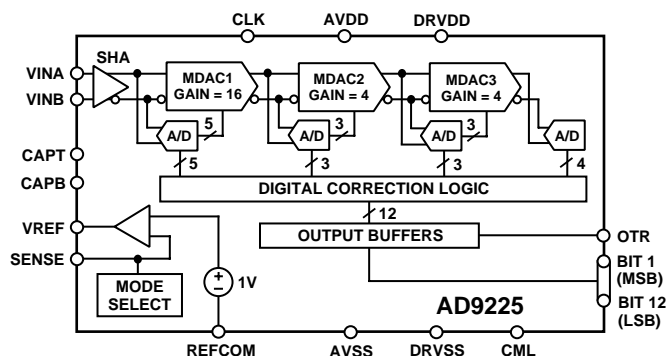 CLK AVDD DRVDD
SHA
VINA
VINB
MDAC1
GAIN = 16
MDAC2
GAIN = 4
MDAC3
GAIN = 4
A/D
5
A/D
3
A/D
3
A/D
5
3
3
4
CAPT
CAPB
DIGITAL CORRECTION LOGIC
12
VREF
OUTPUT BUFFERS
OTR
SENSE
BIT 1
(MSB)
MODE
SELECT
1V
AD9225
BIT 12
(LSB)
REFCOM AVSS DRVSS CML